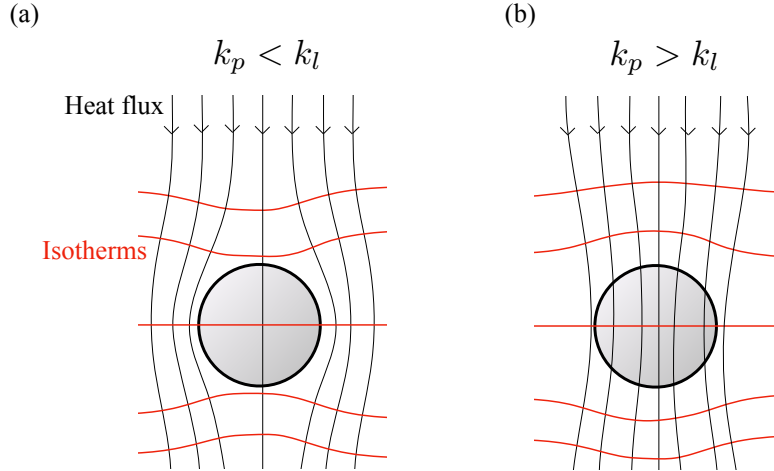 (a)
(b)
k_p < k_l
k_p > k_l
Heat flux
Isotherms